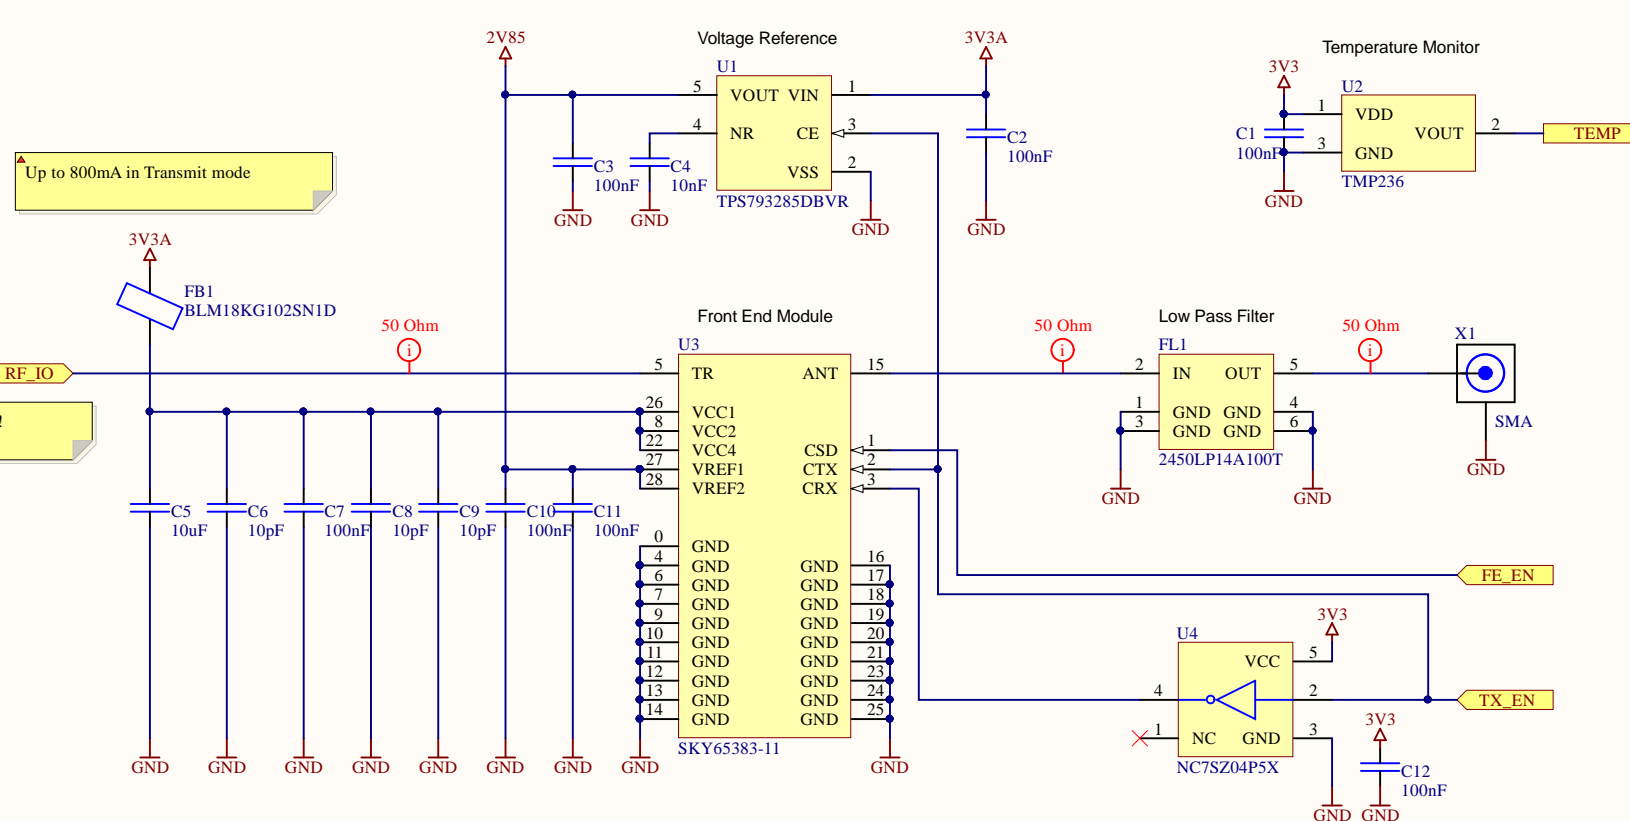 Voltage Reference
Temperature Monitor
2V85
3V3A
3V3
U1
5
VOUT
VIN
1
4
NR
CE
3
VSS
2
TPS793285DBVR
C3
100nF
C4
10nF
GND
GND
GND
C2
100nF
GND
U2
1
VDD
VOUT
2
TEMP
3
GND
TMP236
C1
100nF
GND
Up to 800mA in Transmit mode
3V3A
FB1
BLM18KG102SN1D
RF_IO
50 Ohm
i
Front End Module
U3
5
TR
ANT
15
26
VCC1
8
VCC2
22
VCC4
27
VREF1
28
VREF2
CSD
1
CTX
2
CRX
3
0
GND
4
GND
6
GND
7
GND
9
GND
10
GND
11
GND
12
GND
13
GND
14
GND
GND
16
GND
17
GND
18
GND
19
GND
20
GND
21
GND
23
GND
24
GND
25
SKY65383-11
50 Ohm
i
Low Pass Filter
FL1
2
IN
OUT
5
1
GND
GND
4
3
GND
GND
6
2450LP14A100T
GND
GND
50 Ohm
i
X1
SMA
GND
C5
10uF
C6
10pF
C7
100nF
C8
10pF
C9
10pF
C10
100nF
C11
100nF
GND
GND
GND
GND
GND
GND
GND
GND
GND
FE_EN
TX_EN
U4
3V3
VCC
5
4
2
1
NC
GND
3
NC7SZ04P5X
GND
3V3
C12
100nF
GND